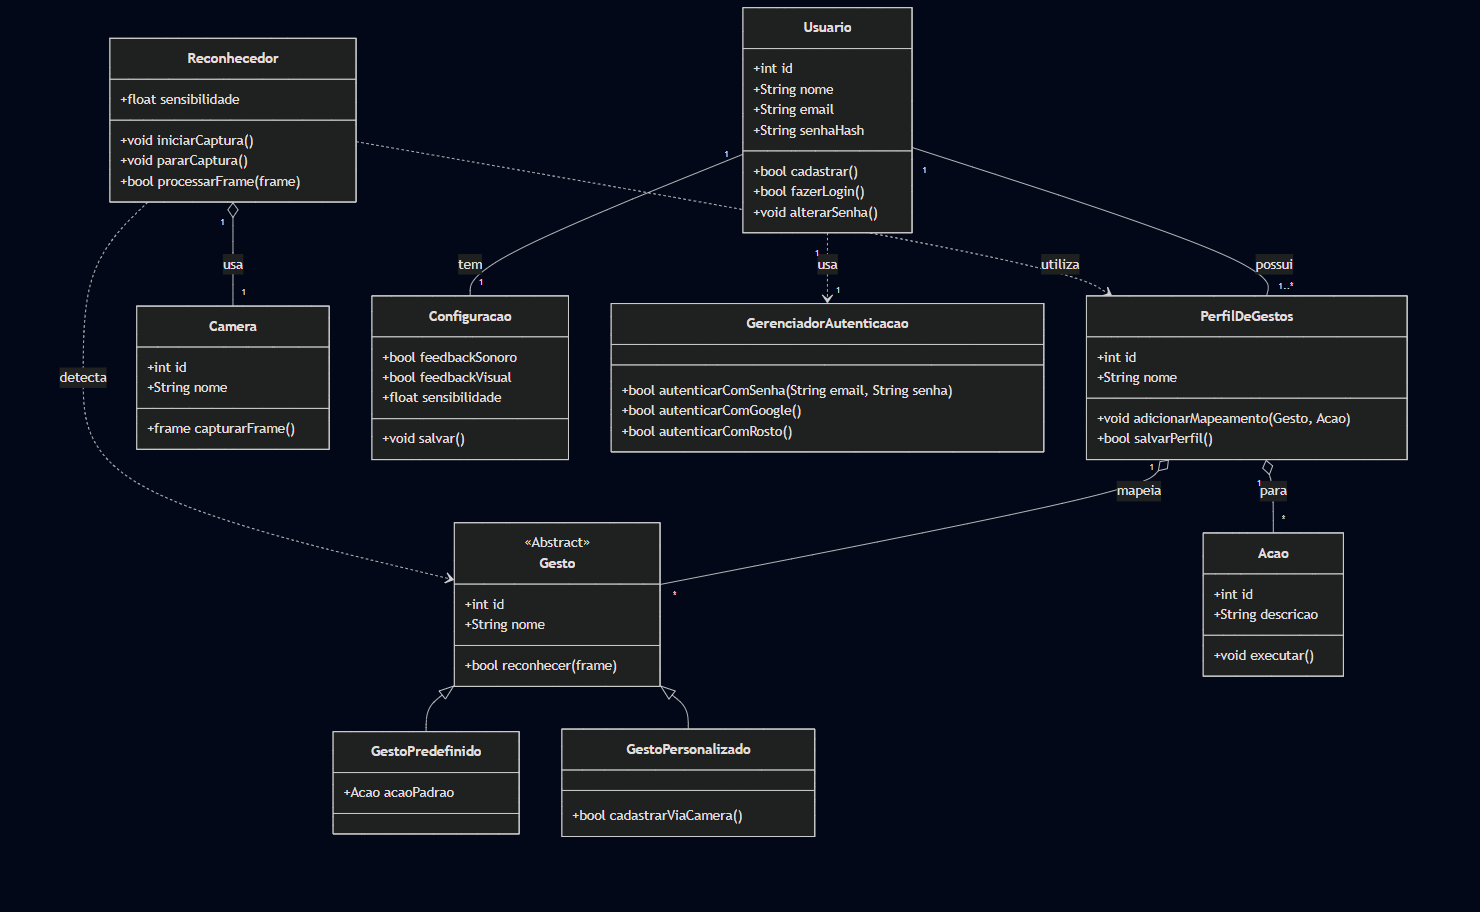 Reconhecedor
+float sensibilidade
+void iniciarCaptura()
+void pararCaptura()
+bool processarFrame(frame)
Usuario
+int id
+String nome
+String email
+String senhaHash
+bool cadastrar()
+bool fazerLogin()
+void alterarSenha()
1
1
1
usa
1
tem
1
1
usa
1
utiliza
possui
1..*
detecta
Camera
+int id
+String nome
+frame capturarFrame()
Configuracao
+bool feedbackSonoro
+bool feedbackVisual
+float sensibilidade
+void salvar()
GerenciadorAutenticacao
+bool autenticarComSenha(String email, String senha)
+bool autenticarComGoogle()
+bool autenticarComRosto()
PerfilDeGestos
+int id
+String nome
+void adicionarMapeamento(Gesto, Acao)
+bool salvarPerfil()
1
mapeia
*
1
para
*
«Abstract»
Gesto
+int id
+String nome
+bool reconhecer(frame)
Acao
+int id
+String descricao
+void executar()
GestoPredefinido
+Acao acaoPadrao
GestoPersonalizado
+bool cadastrarViaCamera()